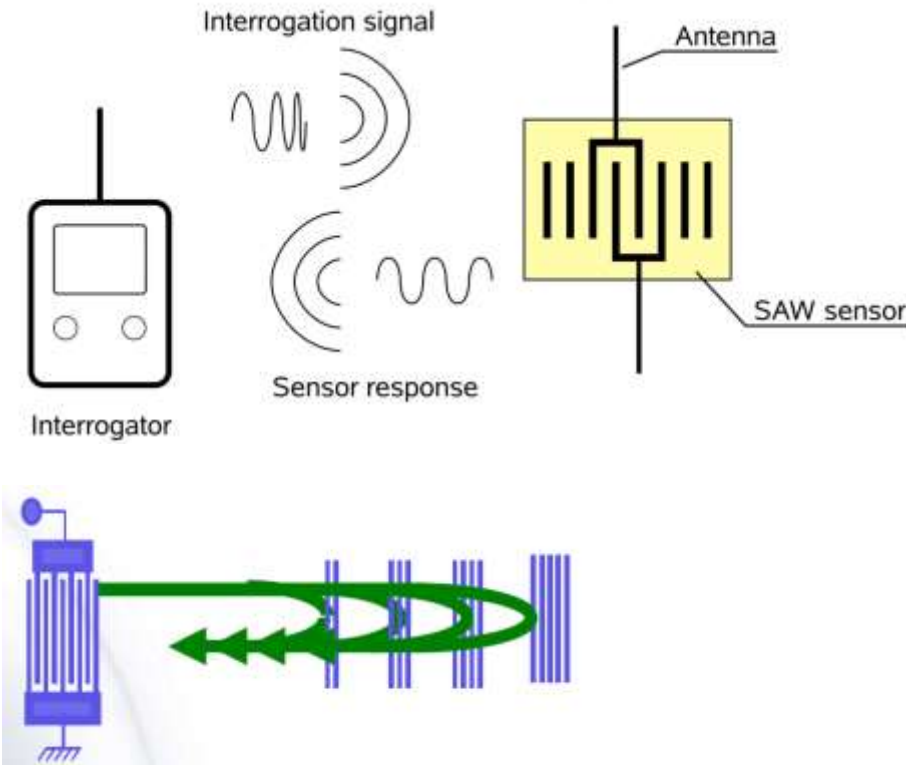 Interrogation signal
Antenna
SAW sensor
Sensor response
Interrogator